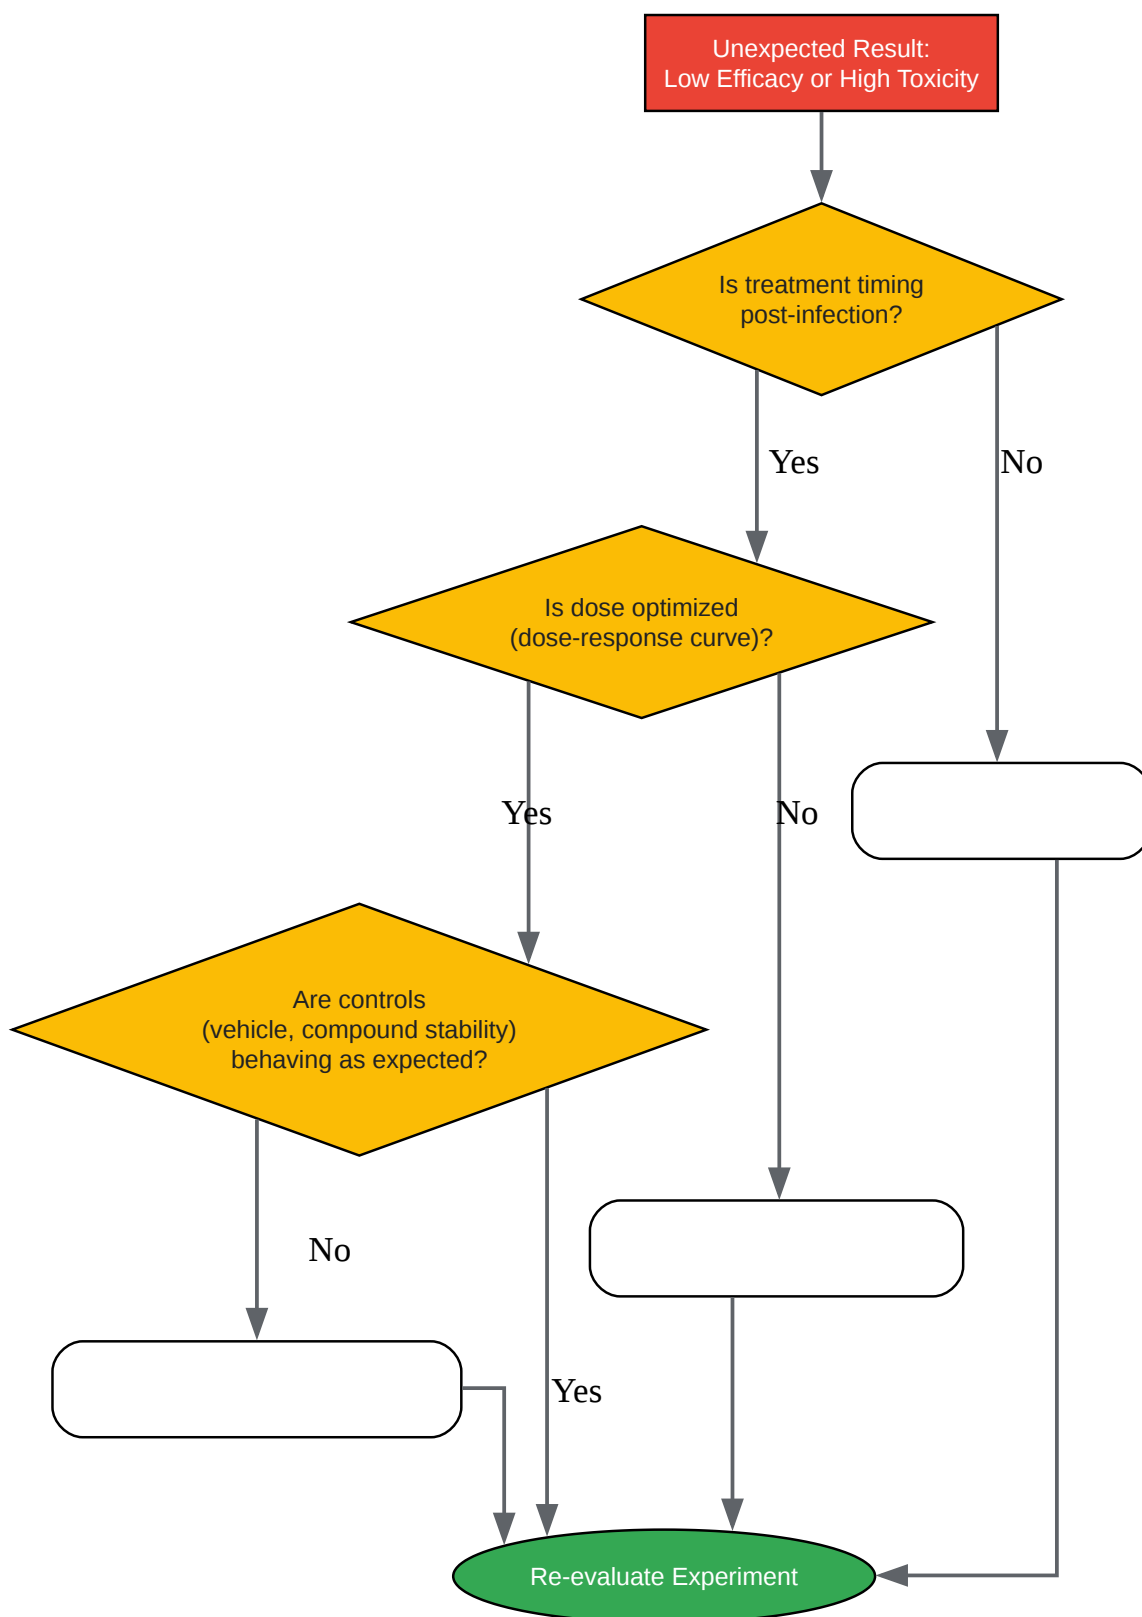 Unexpected Result:
Low Efficacy or High Toxicity
Is treatment timing
post-infection?
Yes
No
Is dose optimized
(dose-response curve)?
Yes
No
Are controls
(vehicle, compound stability)
behaving as expected?
No
Yes
Re-evaluate Experiment